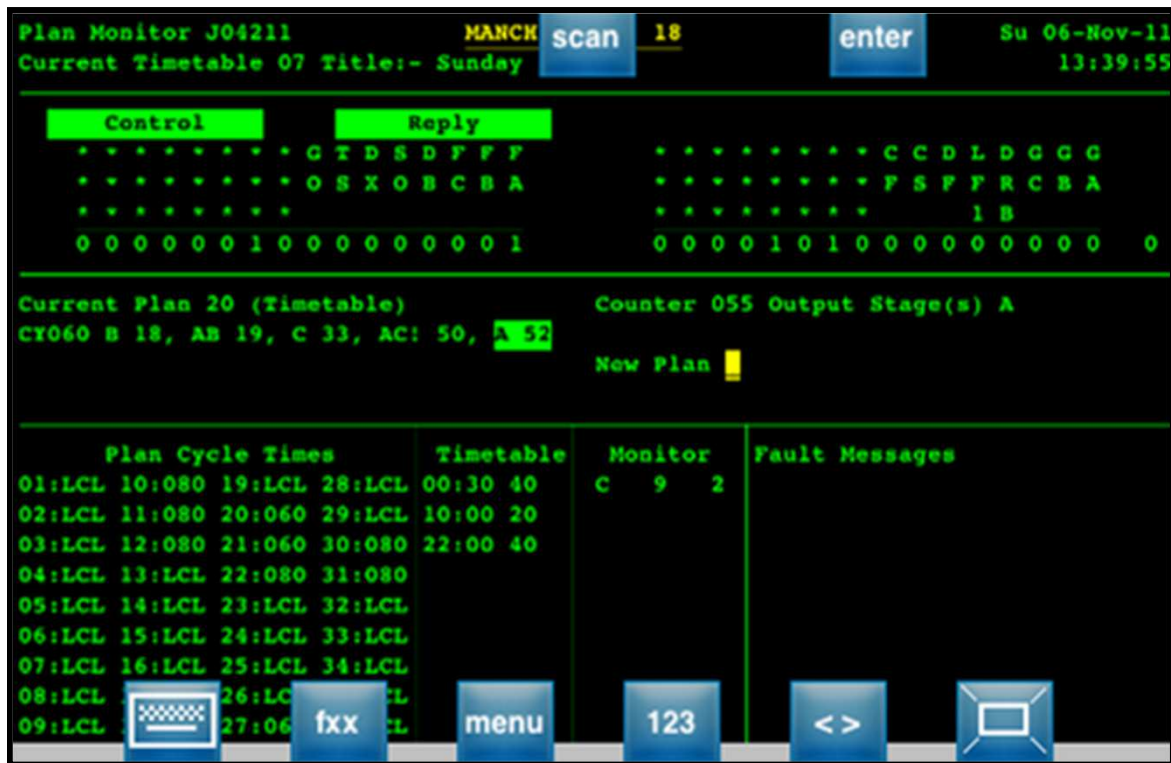 Plan Monitor J04211 MANCH scan 18 enter Su 06-Nov-11
Current Timetable 07 Title:- Sunday 13:39:55
Control Reply
* * * * * * * * G T D S D F F F * * * * * * * * C C D L D G G G
* * * * * * * * O S X O B C B A * * * * * * * * F S F F R C B A
* * * * * * * * * * * * * * * * 1 B
0 0 0 0 0 0 1 0 0 0 0 0 0 0 0 1 0 0 0 0 1 0 1 0 0 0 0 0 0 0 0 0 0
Current Plan 20 (Timetable) Counter 055 Output Stage(s) A
CY060 B 18, AB 19, C 33, AC! 50, A 52
New Plan
Plan Cycle Times Timetable Monitor Fault Messages
01:LCL 10:080 19:LCL 28:LCL 00:30 40 C 9 2
02:LCL 11:080 20:060 29:LCL 10:00 20
03:LCL 12:080 21:060 30:080 22:00 40
04:LCL 13:LCL 22:080 31:080
05:LCL 14:LCL 23:LCL 32:LCL
06:LCL 15:LCL 24:LCL 33:LCL
07:LCL 16:LCL 25:LCL 34:LCL
08:LCL 26:LC
09:LCL 27:06
fxx menu 123 < >